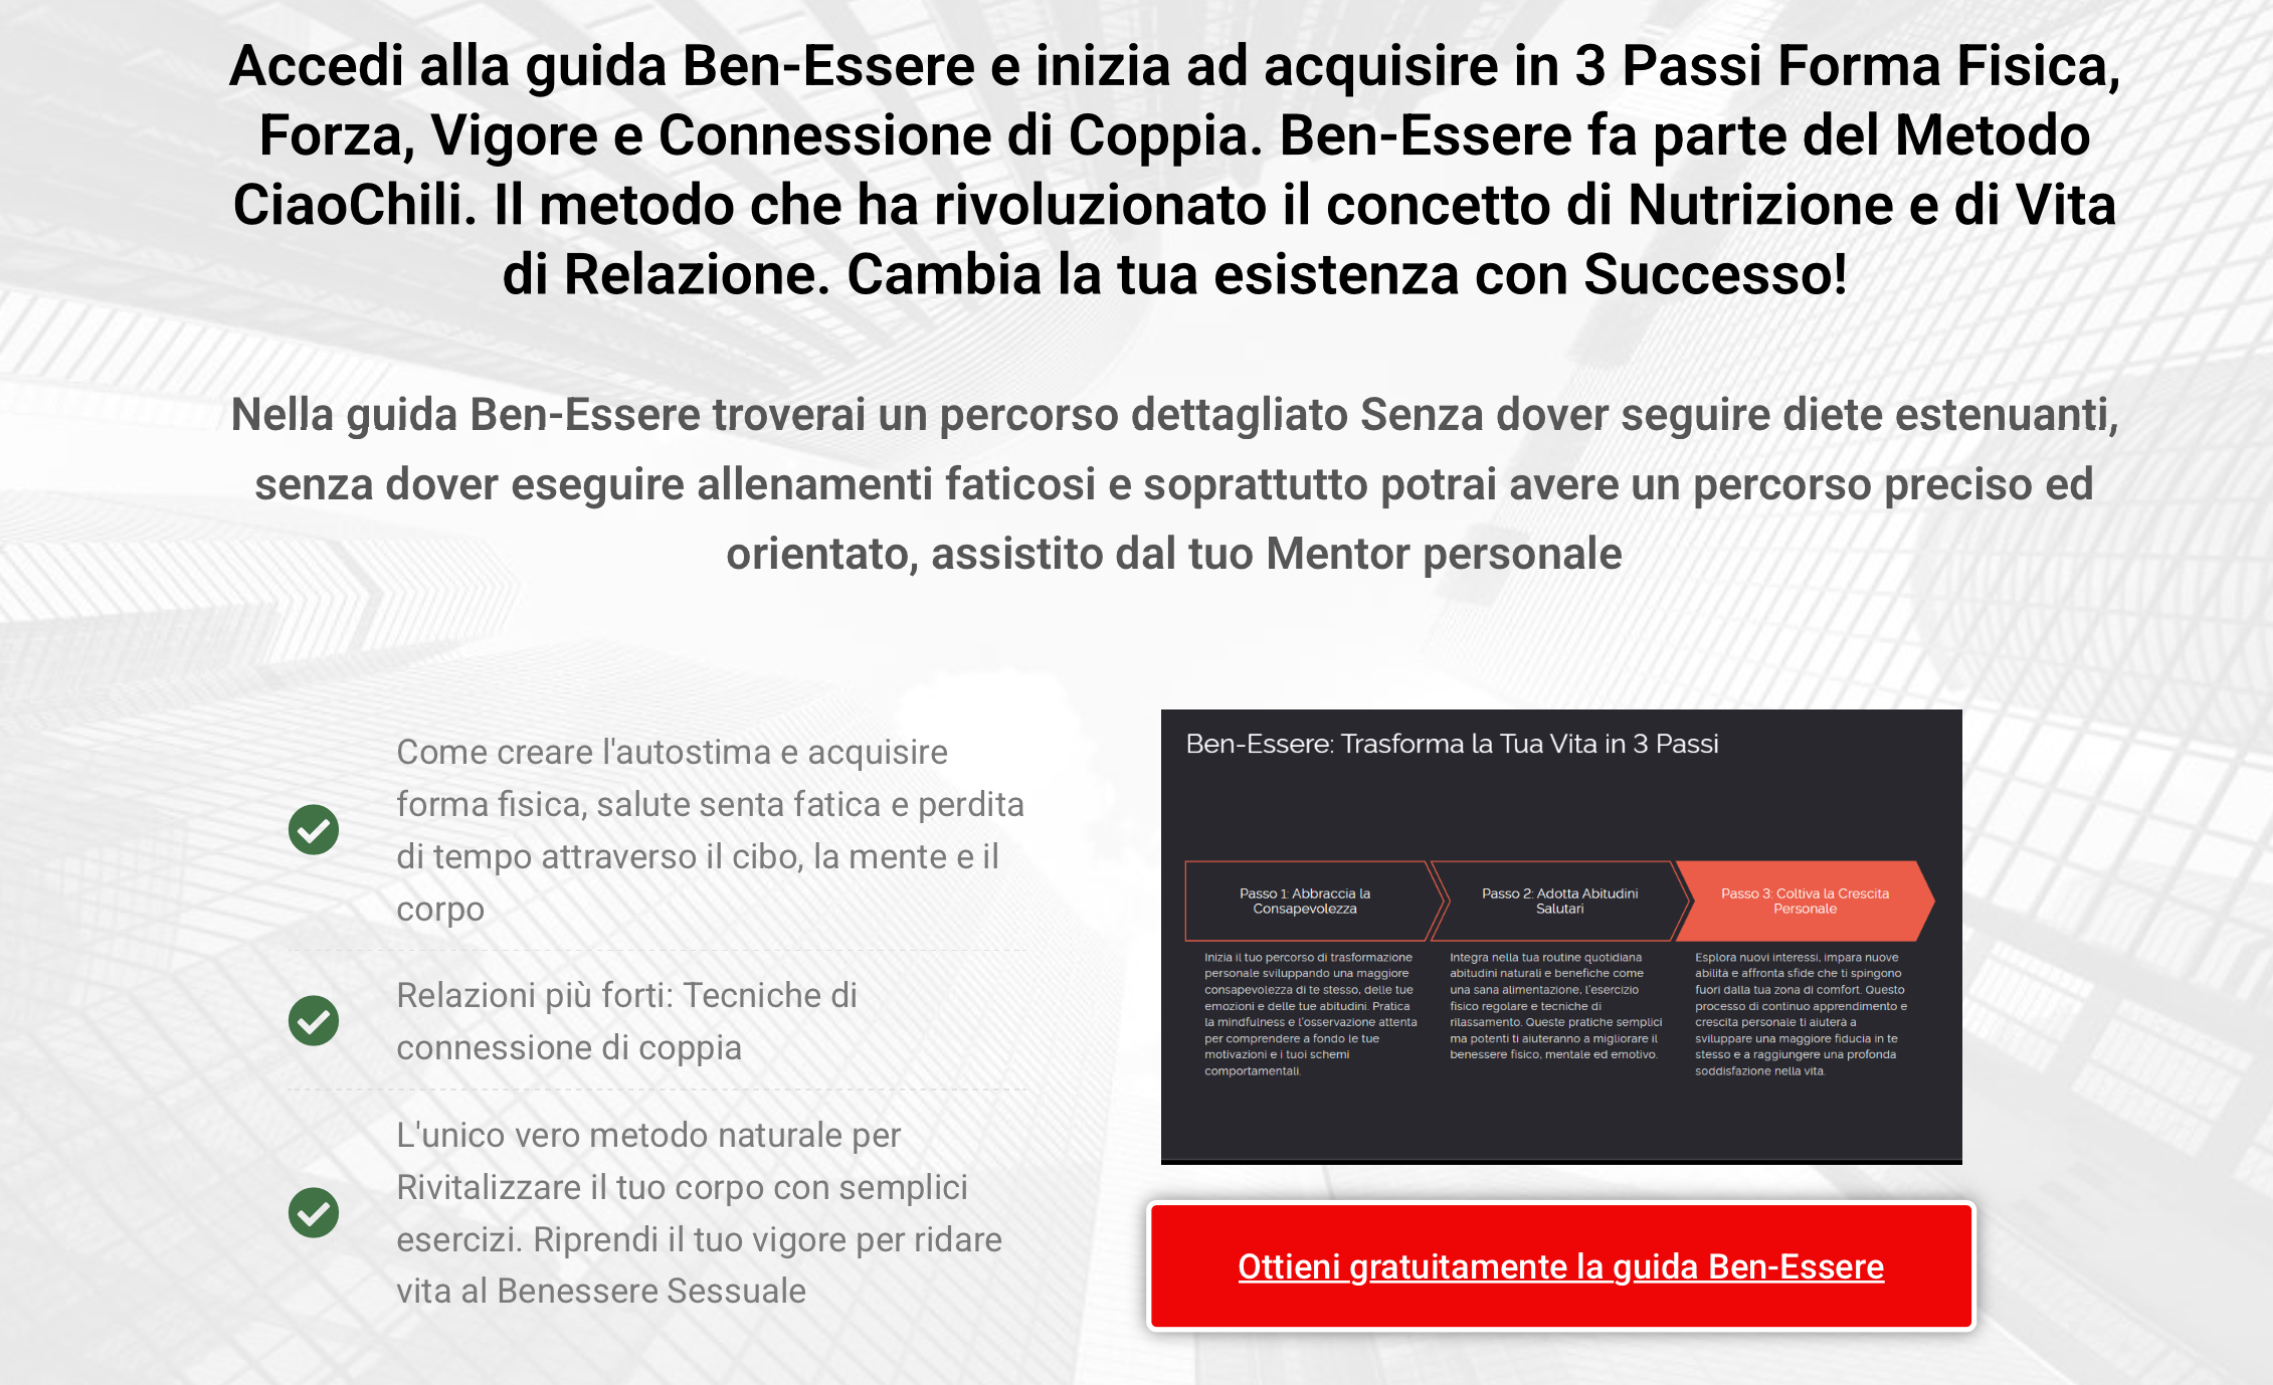 Accedi alla guida Ben-Essere e inizia ad acquisire in 3 Passi Forma Fisica,
Forza, Vigore e Connessione di Coppia. Ben-Essere fa parte del Metodo
CiaoChili. Il metodo che ha rivoluzionato il concetto di Nutrizione e di Vita
di Relazione. Cambia la tua esistenza con Successo!
Nella guida Ben-Essere troverai un percorso dettagliato Senza dover seguire diete estenuanti,
senza dover eseguire allenamenti faticosi e soprattutto potrai avere un percorso preciso ed
orientato, assistito dal tuo Mentor personale
Come creare l'autostima e acquisire
forma fisica, salute senta fatica e perdita
di tempo attraverso il cibo, la mente e il
corpo
Relazioni più forti: Tecniche di
connessione di coppia
L'unico vero metodo naturale per
Rivitalizzare il tuo corpo con semplici
esercizi. Riprendi il tuo vigore per ridare
vita al Benessere Sessuale
Ben-Essere: Trasforma la Tua Vita in 3 Passi
Passo 1: Abbraccia la
Consapevolezza
Inizia il tuo percorso di trasformazione
personale sviluppando una maggiore
consapevolezza di te stesso, delle tue
emozioni e delle tue abitudini. Pratica
la mindfulness e l'osservazione attenta
per comprendere a fondo le tue
motivazioni e i tuoi schemi
comportamentali.
Passo 2: Adotta Abitudini
Salutari
Integra nella tua routine quotidiana
abitudini naturali e benefiche come
una sana alimentazione, l'esercizio
fisico regolare e tecniche di
rilassamento. Queste pratiche semplici
ma potenti ti aiuteranno a migliorare il
benessere fisico, mentale ed emotivo.
Passo 3: Coltiva la Crescita
Personale
Esplora nuovi interessi, impara nuove
abilità e affronta sfide che ti spingono
fuori dalla tua zona di comfort. Questo
processo di continuo apprendimento e
crescita personale ti aiuterà a
sviluppare una maggiore fiducia in te
stesso e a raggiungere una profonda
soddisfazione nella vita.
Ottieni gratuitamente la guida Ben-Essere